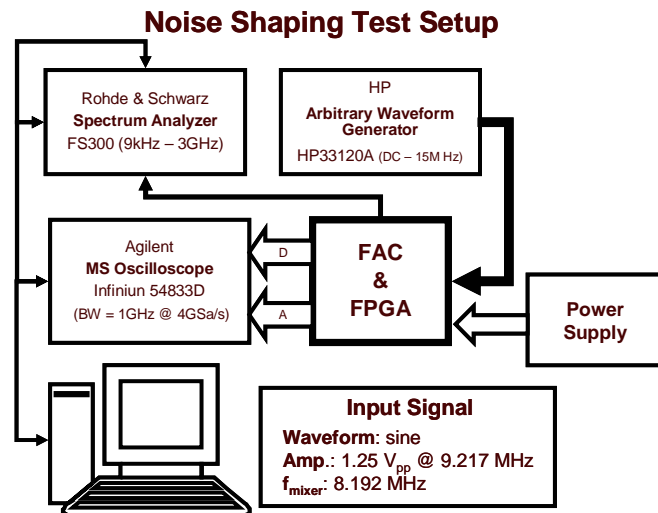 Noise Shaping Test Setup
Rohde & Schwarz
Spectrum Analyzer
FS300 (9kHz – 3GHz)
HP
Arbitrary Waveform
Generator
HP33120A (DC – 15M Hz)
Agilent
MS Oscilloscope
Infiniun 54833D
(BW = 1GHz @ 4GSa/s)
D
A
FAC
&
FPGA
Power
Supply
Input Signal
Waveform: sine
Amp.: 1.25 Vpp @ 9.217 MHz
fmixer: 8.192 MHz